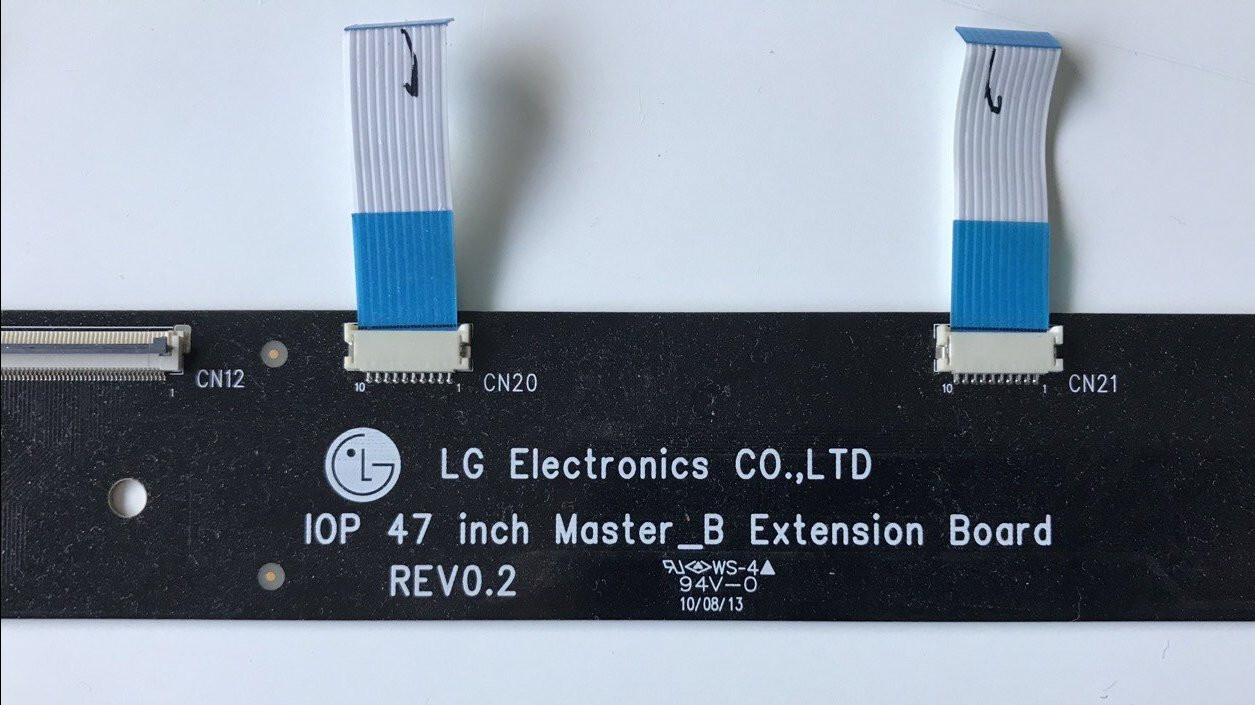 CN12
1
10
1
CN20
10
1
CN21
LG Electronics CO.,LTD
IOP 47 inch Master_B Extension Board
REV0.2
WS-4
94V-0
10/08/13